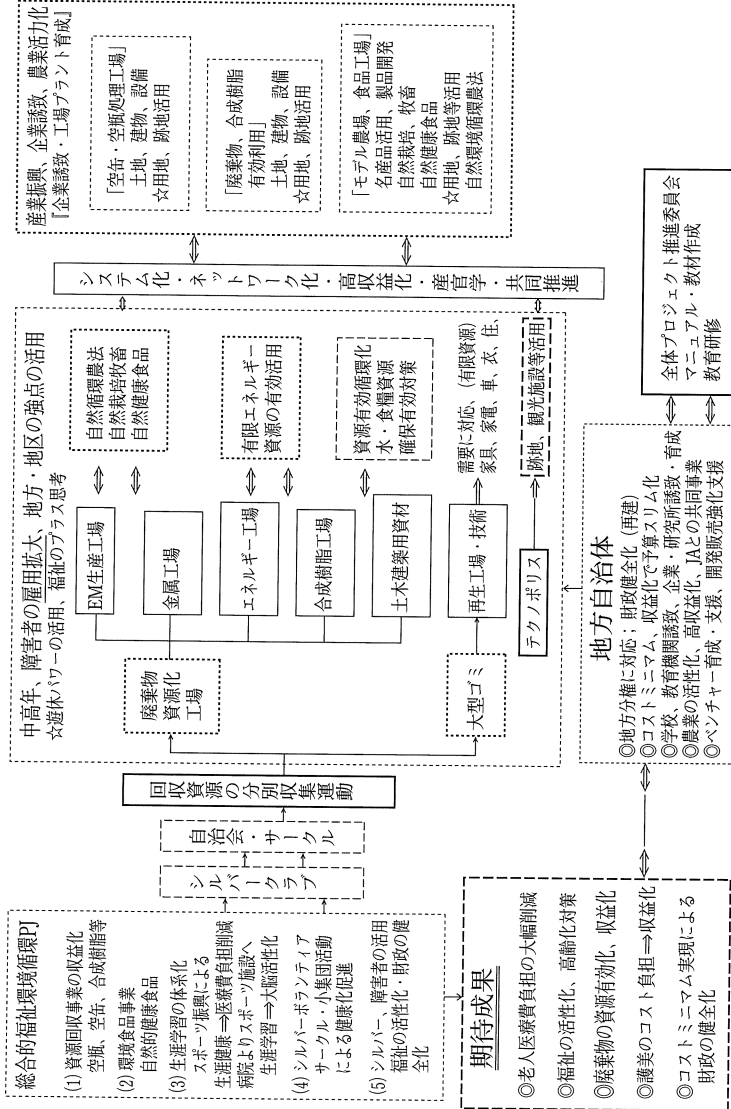 総合的福祉環境循環PJ
(1) 資源回収事業の収益化
空瓶、空缶、合成樹脂等
(2) 環境食品事業
自然的健康食品
(3) 生涯学習の体系化
スポーツ振興による
生涯健康⇒医療費負担削減
病院よりスポーツ施設へ
生涯学習⇒大脳活性化
(4) シルバーボランティア
サークル・小集団活動
による健康化促進
(5) シルバー、障害者の活用
福祉の活性化・財政の健
全化
シルバークラブ
自治会・サークル
回収資源の分別収集運動
中高年、障害者の雇用拡大、地方・地区の強点の活用
☆遊休パワーの活用、福祉のプラス思考
廃棄物
資源化
工場
大型ゴミ
EM生産工場
金属工場
エネルギー工場
合成樹脂工場
土木建築用資材
再生工場・技術
テクノポリス
自然循環農法
自然栽培牧畜
自然健康食品
有限エネルギー
資源の有効活用
資源有効循環化
水・食糧資源
確保有効対策
需要に対応、(有限資源)
家具、家電、車、衣、住、
跡地、観光施設等活用
システム化・ネットワーク化・高収益化・産官学・共同推進
産業振興、企業誘致、農業活力化
『企業誘致・工場プラント育成』
「空缶・空瓶処理工場」
土地、建物、設備
☆用地、跡地活用
「廃棄物、合成樹脂
有効利用」
土地、建物、設備
☆用地、跡地活用
「モデル農場、食品工場」
名産品活用、製品開発
自然栽培、牧畜
自然健康食品
☆用地、跡地等活用
自然環境循環農法
期待成果
◎老人医療費負担の大幅削減
◎福祉の活性化、高齢化対策
◎廃棄物の資源有効化、収益化
◎護美のコスト負担⇒収益化
◎コストミニマム実現による
財政の健全化
地方自治体
◎地方分権に対応；財政健全化（再建）
◎コストミニマム、収益化で予算スリム化
◎学校、教育機関誘致、企業・研究所誘致・育成
◎農業の活性化、高収益化、JAとの共同事業
◎ベンチャー育成・支援、開発販売強化支援
全体プロジェクト推進委員会
マニュアル・教材作成
教育研修